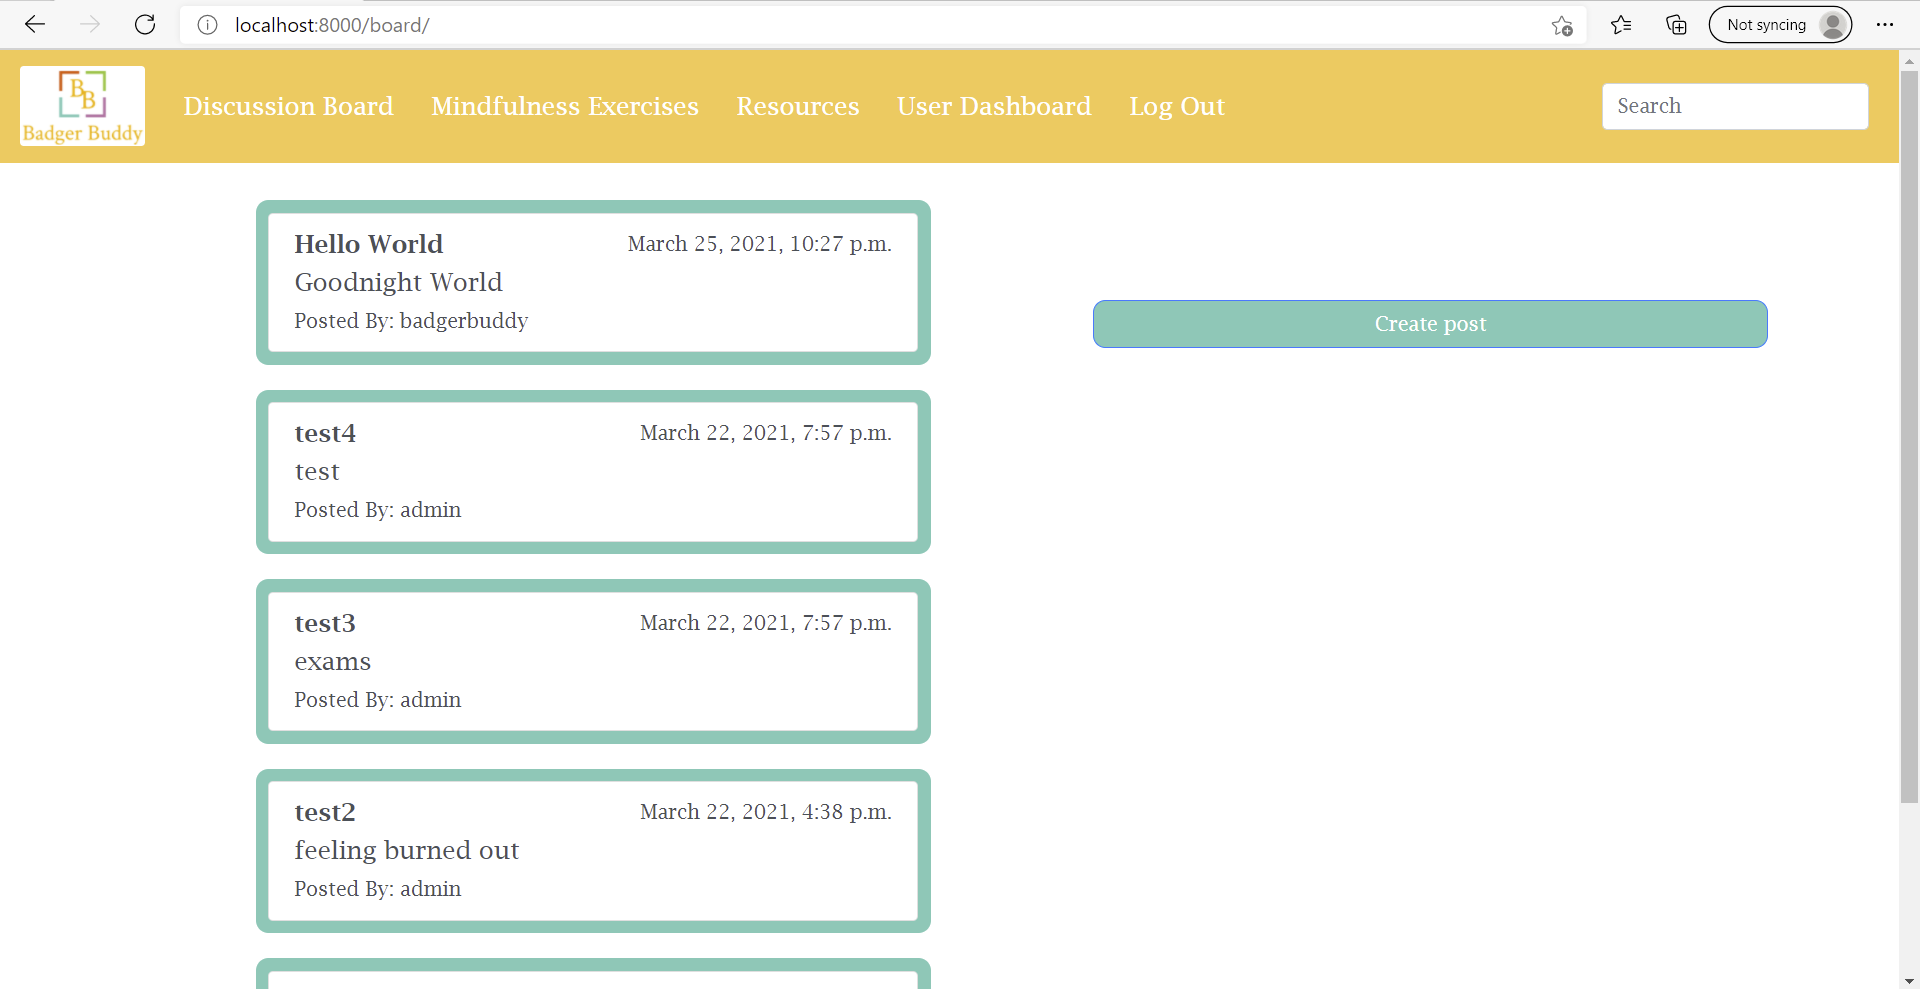 localhost:8000/board/
Not syncing
BB
Badger Buddy
Discussion Board
Mindfulness Exercises
Resources
User Dashboard
Log Out
Search
Hello World
March 25, 2021, 10:27 p.m.
Goodnight World
Posted By: badgerbuddy
Create post
test4
March 22, 2021, 7:57 p.m.
test
Posted By: admin
test3
March 22, 2021, 7:57 p.m.
exams
Posted By: admin
test2
March 22, 2021, 4:38 p.m.
feeling burned out
Posted By: admin